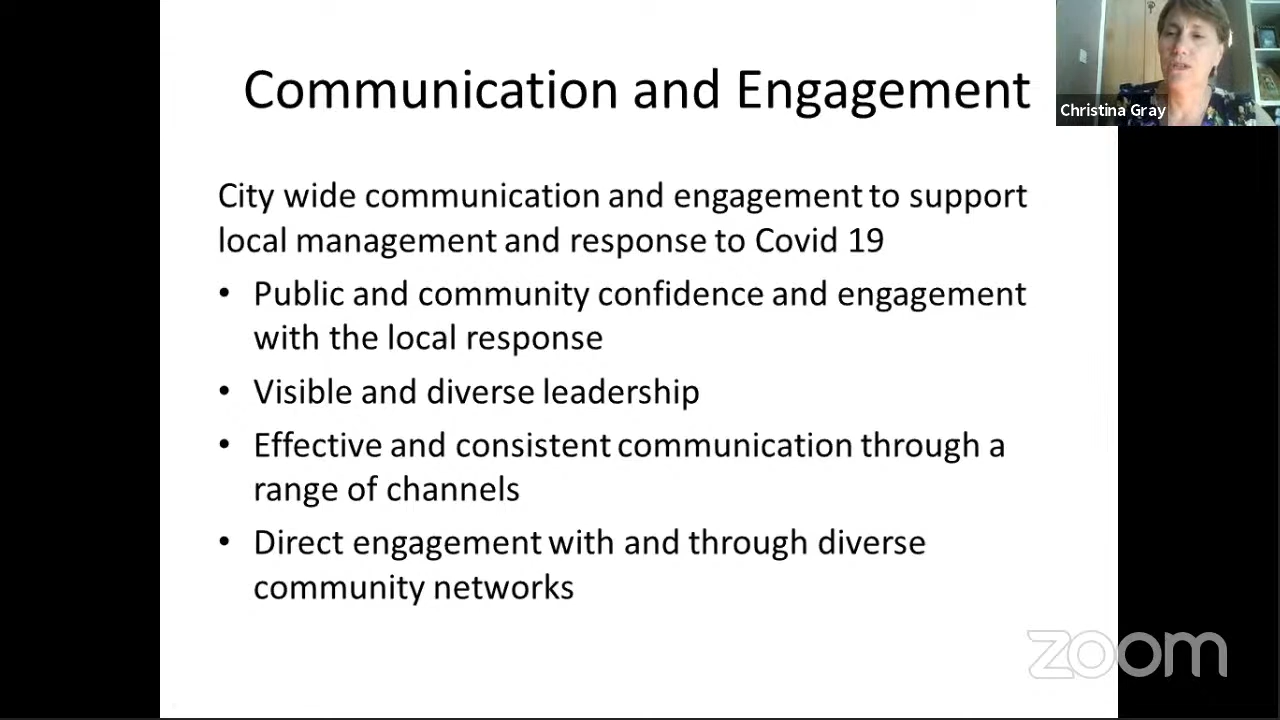 Communication and Engagement
Christina Gray
City wide communication and engagement to support
local management and response to Covid 19
• Public and community confidence and engagement
with the local response
• Visible and diverse leadership
• Effective and consistent communication through a
range of channels
• Direct engagement with and through diverse
community networks
zoom